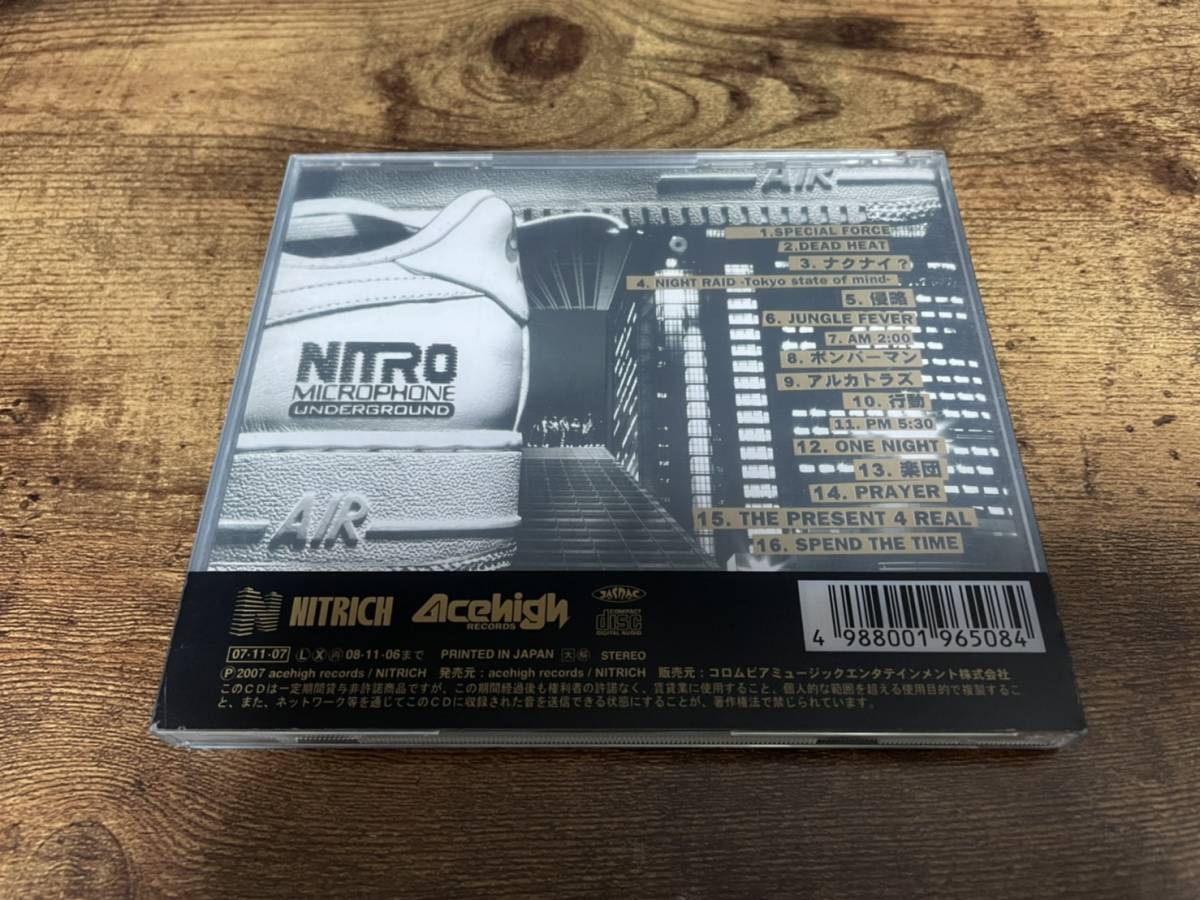 AIR
1.SPECIAL FORCE
2.DEAD HEAT
3. ナクナイ？
4. NIGHT RAID -Tokyo state of mind-
5. 侵略
6. JUNGLE FEVER
7. AM 2:00
8. ボンバーマン
9. アルカトラズ
10. 行動
11. PM 5:30
12. ONE NIGHT
13. 楽団
14. PRAYER
15. THE PRESENT 4 REAL
16. SPEND THE TIME
NITRO
MICROPHONE
UNDERGROUND
AIR
NITRICH
Acehigh
RECORDS
JASRAC
COMPACT
disc
DIGITAL AUDIO
4 988001 965084
07·11·07 Ⓛ Ⓧ 08·11·06まで PRINTED IN JAPAN STEREO
Ⓟ2007 acehigh records / NITRICH 発売元：acehigh records / NITRICH 販売元：コロムビアミュージックエンタテインメント株式会社
このＣＤは一定期間貸与非許諾商品ですが、この期間経過後も権利者の許諾なく、賃貸業に使用すること、個人的な範囲を超える使用目的で複製するこ
と、また、ネットワーク等を通じてこのＣＤに収録された音を送信できる状態にすることが、著作権法で禁じられています。